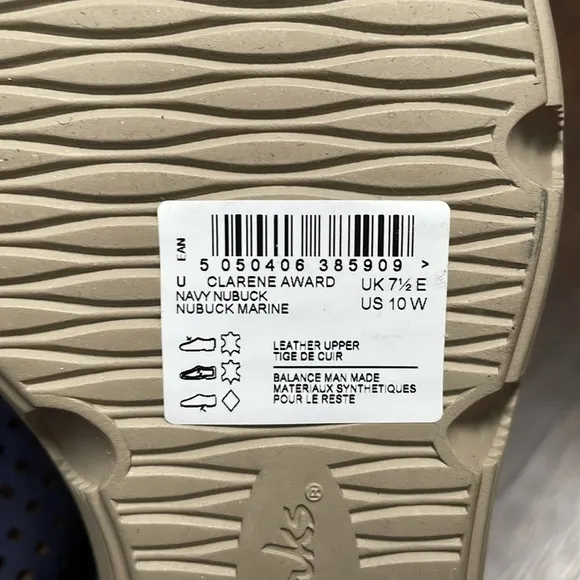 EAN
5 050406 385909 >
U CLARENE AWARD UK 7½ E
NAVY NUBUCK US 10 W
NUBUCK MARINE
LEATHER UPPER
TIGE DE CUIR
BALANCE MAN MADE
MATERIAUX SYNTHETIQUES
POUR LE RESTE